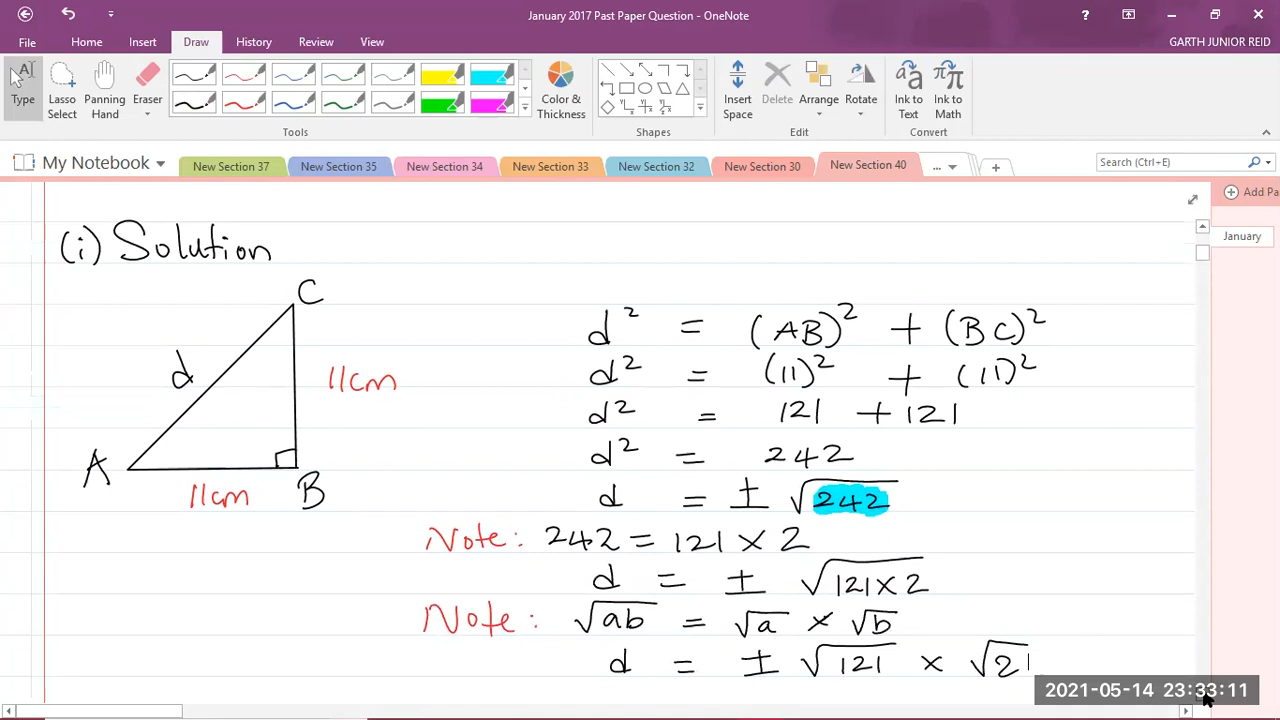 January 2017 Past Paper Question - OneNote
?
File
Home
Insert
Draw
History
Review
View
GARTH JUNIOR REID
A
Type
Lasso Select
Panning Hand
Eraser
Color & Thickness
Insert Space
Delete
Arrange
Rotate
Ink to Text
Ink to Math
Tools
Shapes
Edit
Convert
My Notebook
New Section 37
New Section 35
New Section 34
New Section 33
New Section 32
New Section 30
New Section 40
...
Search (Ctrl+E)
Add Pa
January
(i) Solution
C
d
11cm
A
11cm
B
d² = (AB)² + (BC)²
d² = (11)² + (11)²
d² = 121 + 121
d² = 242
d = ± √242
Note: 242 = 121 × 2
d = ± √121×2
Note: √ab = √a × √b
d = ± √121 × √2
2021-05-14 23:33:11